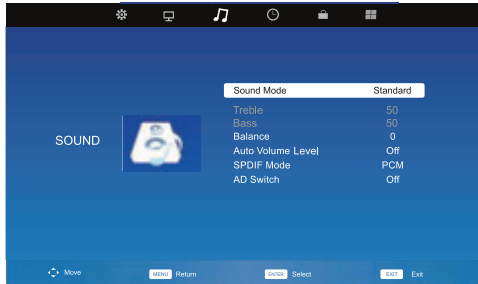 Sound Mode Standard
Treble 50
Bass 50
Balance 0
Auto Volume Level Off
SPDIF Mode PCM
AD Switch Off
SOUND
Move MENU Return ENTER Select EXIT Exit